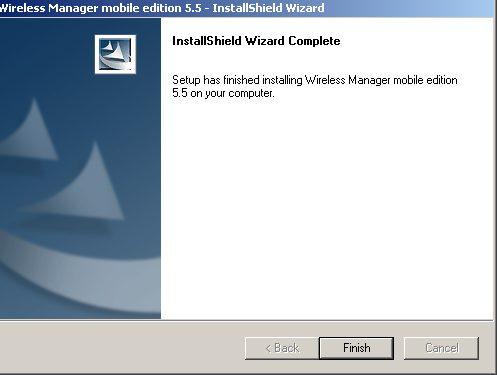 Wireless Manager mobile edition 5.5 - InstallShield Wizard
InstallShield Wizard Complete
Setup has finished installing Wireless Manager mobile edition
5.5 on your computer.
< Back
Finish
Cancel